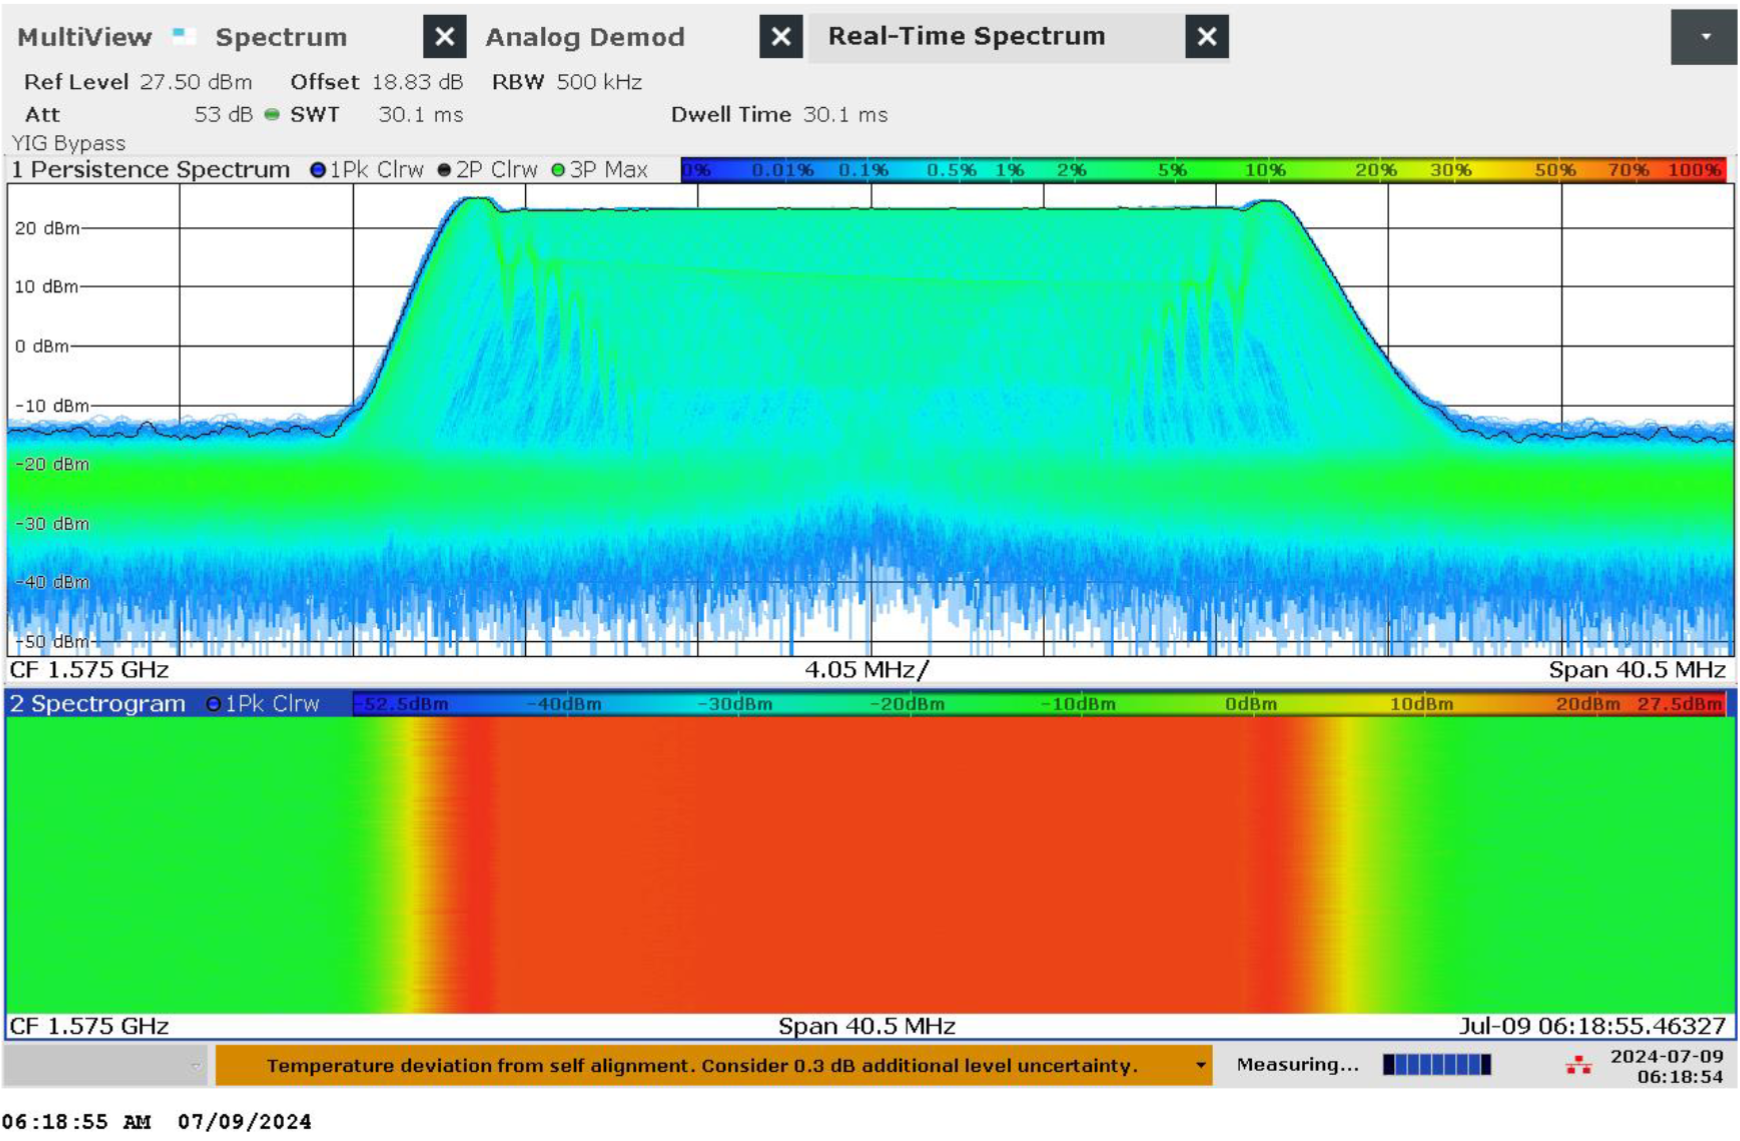 MultiView Spectrum Analog Demod Real-Time Spectrum
Ref Level 27.50 dBm Offset 18.83 dB RBW 500 kHz
Att 53 dB SWT 30.1 ms Dwell Time 30.1 ms
YIG Bypass
1 Persistence Spectrum 1Pk Clrw 2P Clrw 3P Max 0% 0.01% 0.1% 0.5% 1% 2% 5% 10% 20% 30% 50% 70% 100%
20 dBm
10 dBm
0 dBm
-10 dBm
-20 dBm
-30 dBm
-40 dBm
-50 dBm
CF 1.575 GHz 4.05 MHz/ Span 40.5 MHz
2 Spectrogram 1Pk Clrw -52.5dBm -40dBm -30dBm -20dBm -10dBm 0dBm 10dBm 20dBm 27.5dBm
CF 1.575 GHz Span 40.5 MHz Jul-09 06:18:55.46327
Temperature deviation from self alignment. Consider 0.3 dB additional level uncertainty. Measuring... 2024-07-09
06:18:54
06:18:55 AM 07/09/2024